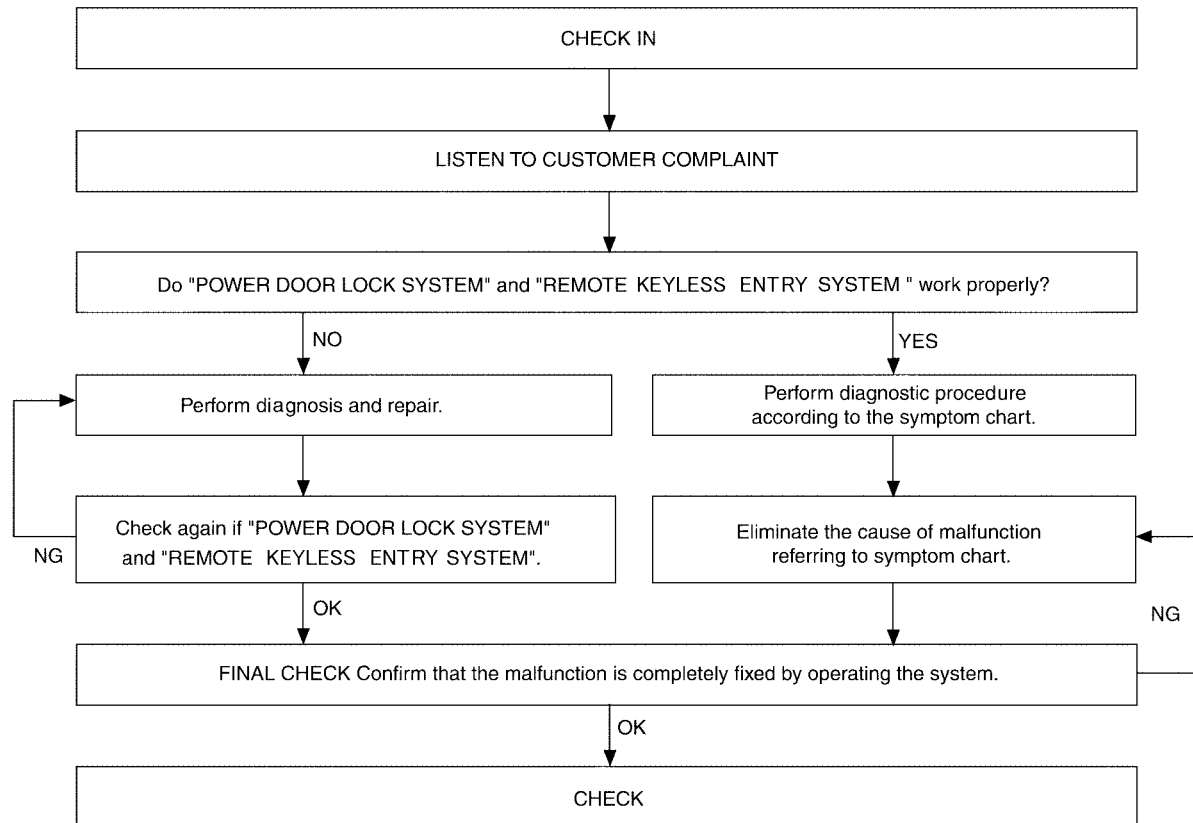 CHECK IN
LISTEN TO CUSTOMER COMPLAINT
Do "POWER DOOR LOCK SYSTEM" and "REMOTE KEYLESS ENTRY SYSTEM " work properly?
NO
YES
Perform diagnosis and repair.
Perform diagnostic procedure
according to the symptom chart.
Check again if "POWER DOOR LOCK SYSTEM"
and "REMOTE KEYLESS ENTRY SYSTEM".
NG
Eliminate the cause of malfunction
referring to symptom chart.
OK
NG
FINAL CHECK Confirm that the malfunction is completely fixed by operating the system.
OK
CHECK